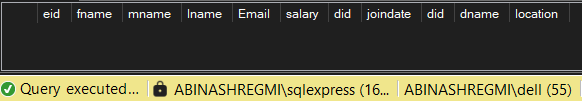 eid fname mname lname Email salary did joindate did dname location
Query executed... ABINASHREGMI\sqlexpress (16... ABINASHREGMI\dell (55)